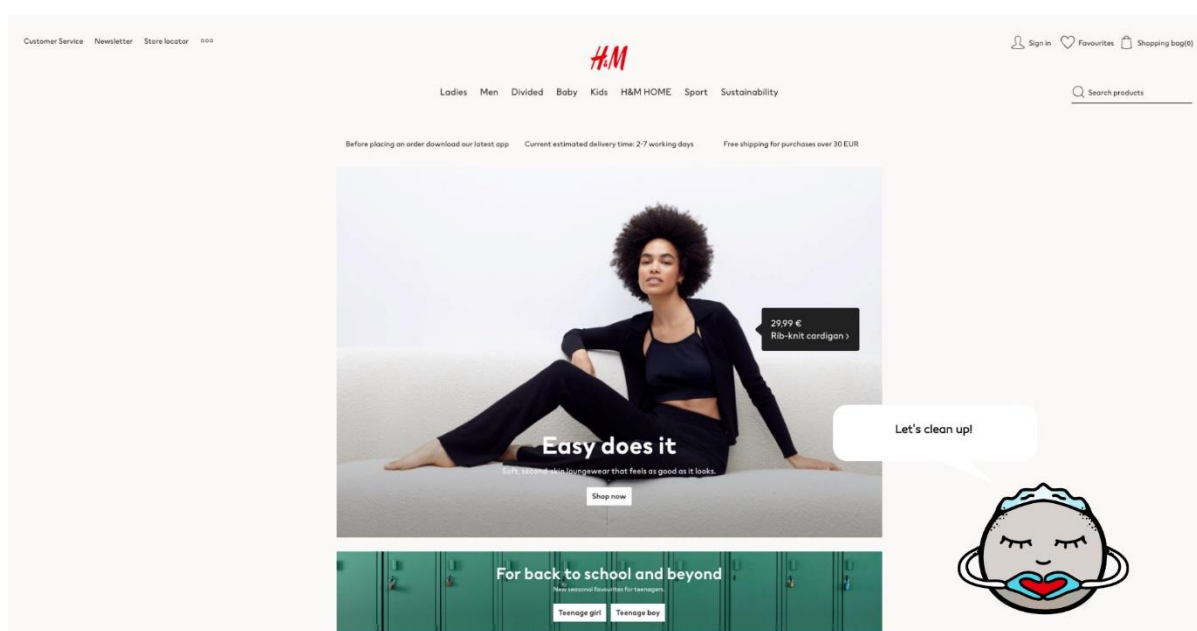 Customer Service Newsletter Store locator
Sign in Favourites Shopping bag(0)
H&M
Ladies Men Divided Baby Kids H&M HOME Sport Sustainability
Search products
Before placing an order download our latest app Current estimated delivery time: 2-7 working days Free shipping for purchases over 30 EUR
29,99 €
Rib-knit cardigan >
Let's clean up!
Easy does it
Soft, second-skin loungewear that feels as good as it looks.
Shop now
For back to school and beyond
New seasonal favourites for teenagers.
Teenage girl Teenage boy